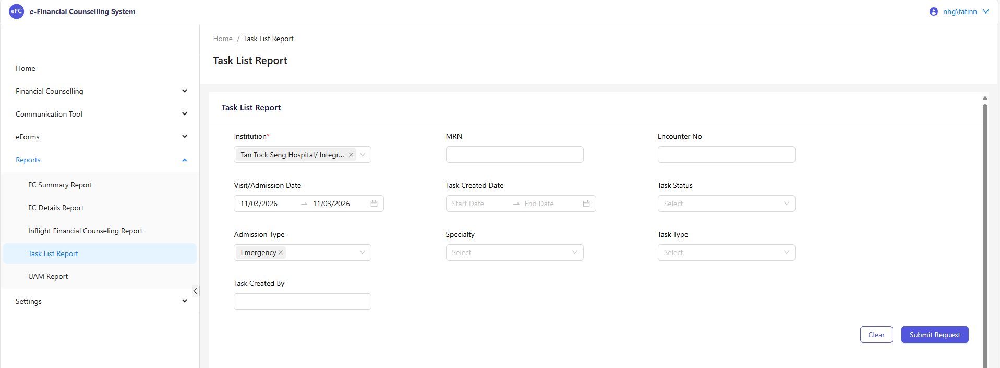 eFC e-Financial Counselling System
nhg\fatinn
Home
Financial Counselling
Communication Tool
eForms
Reports
FC Summary Report
FC Details Report
Inflight Financial Counseling Report
Task List Report
UAM Report
Settings
Home / Task List Report
Task List Report
Task List Report
Institution* MRN Encounter No
Tan Tock Seng Hospital/ Integr...
Visit/Admission Date Task Created Date Task Status
11/03/2026 11/03/2026 Start Date End Date Select
Admission Type Specialty Task Type
Emergency Select Select
Task Created By
Clear Submit Request